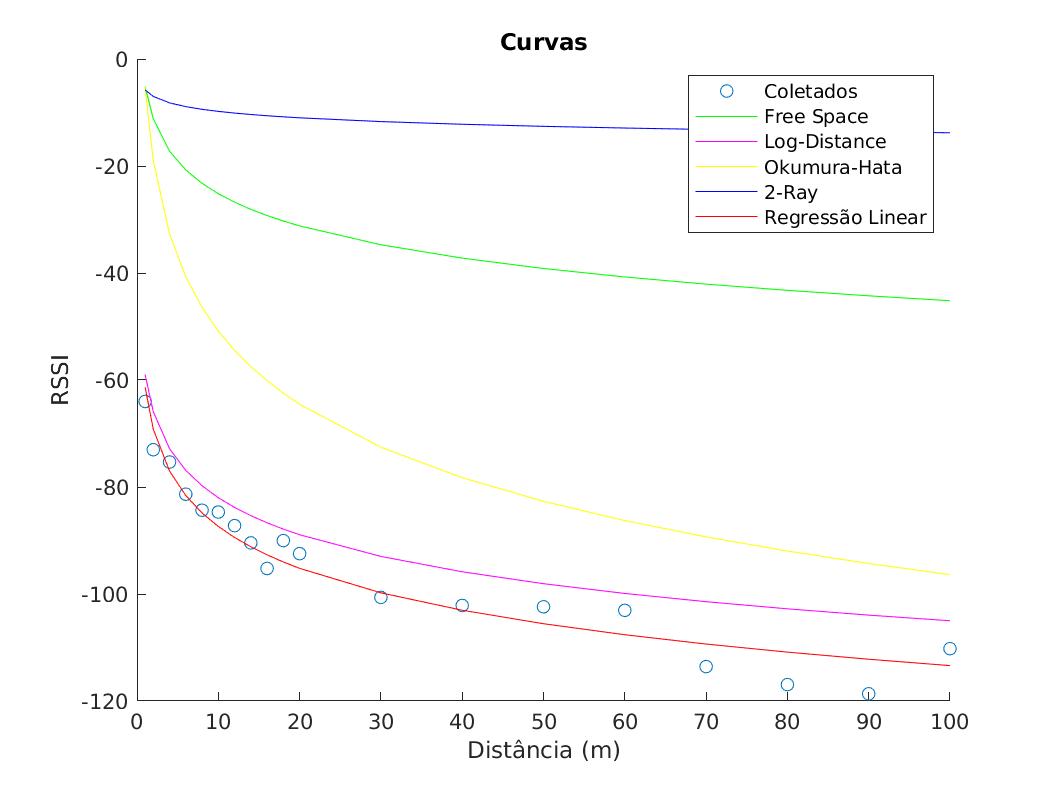 Curvas
0
-20
-40
-60
-80
-100
-120
RSSI
Coletados
Free Space
Log-Distance
Okumura-Hata
2-Ray
Regressão Linear
0 10 20 30 40 50 60 70 80 90 100
Distância (m)